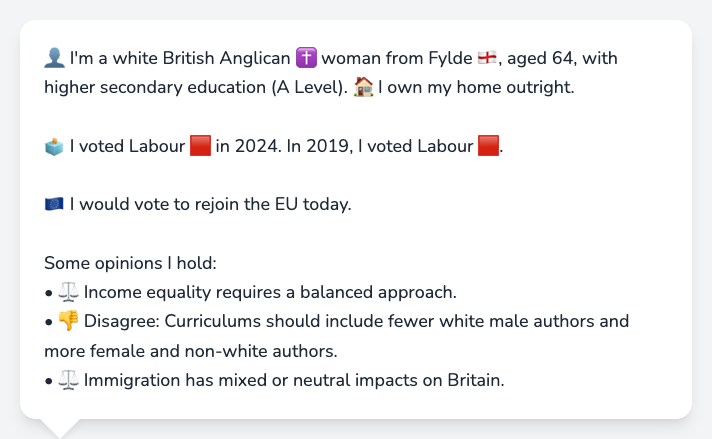 👤 I'm a white British Anglican ✝️ woman from Fylde 🏴󠁧󠁢󠁥󠁮󠁧󠁿, aged 64, with
higher secondary education (A Level). 🏠 I own my home outright.
🗳️ I voted Labour 🟥 in 2024. In 2019, I voted Labour 🟥.
🇪🇺 I would vote to rejoin the EU today.
Some opinions I hold:
• ⚖️ Income equality requires a balanced approach.
• 👎 Disagree: Curriculums should include fewer white male authors and
more female and non-white authors.
• ⚖️ Immigration has mixed or neutral impacts on Britain.